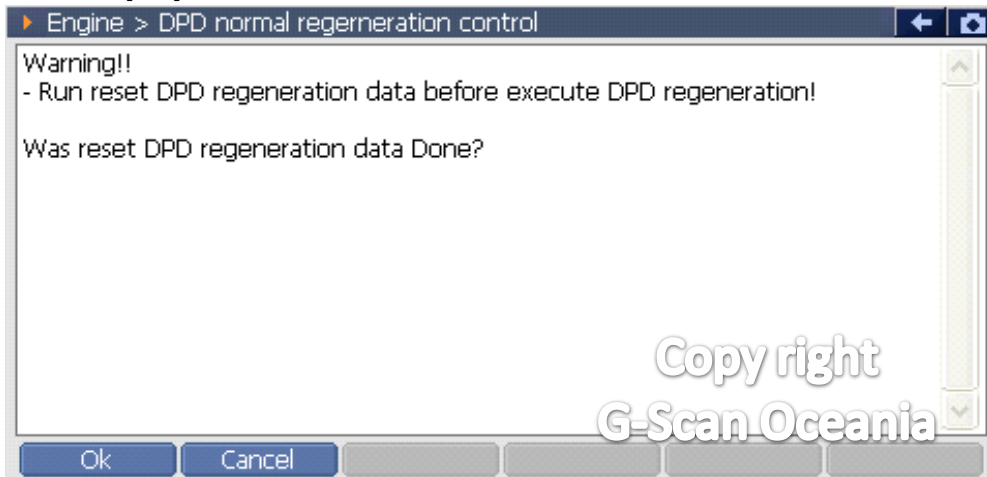 Engine > DPD normal regerneration control
Warning!!
- Run reset DPD regeneration data before execute DPD regeneration!
Was reset DPD regeneration data Done?
Copy right
G-Scan Oceania
Ok Cancel